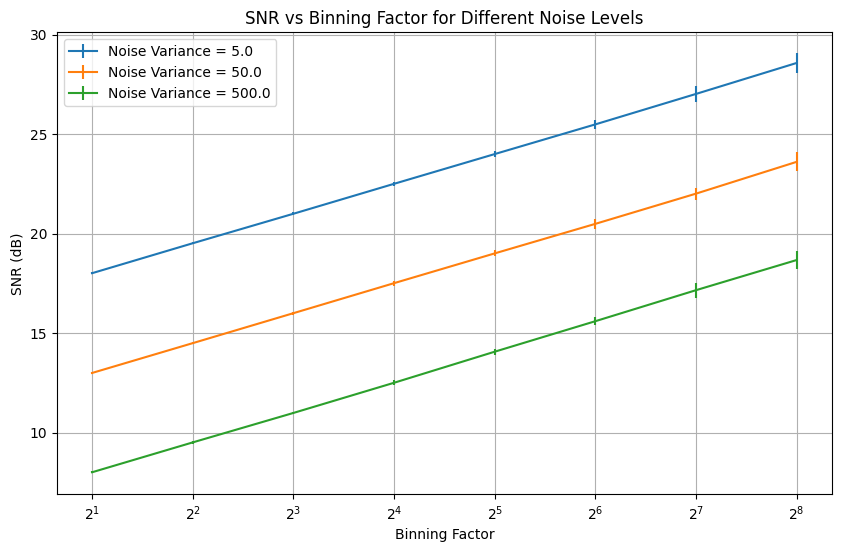 SNR vs Binning Factor for Different Noise Levels
Noise Variance = 5.0
Noise Variance = 50.0
Noise Variance = 500.0
SNR (dB)
30
25
20
15
10
2¹ 2² 2³ 2⁴ 2⁵ 2⁶ 2⁷ 2⁸
Binning Factor